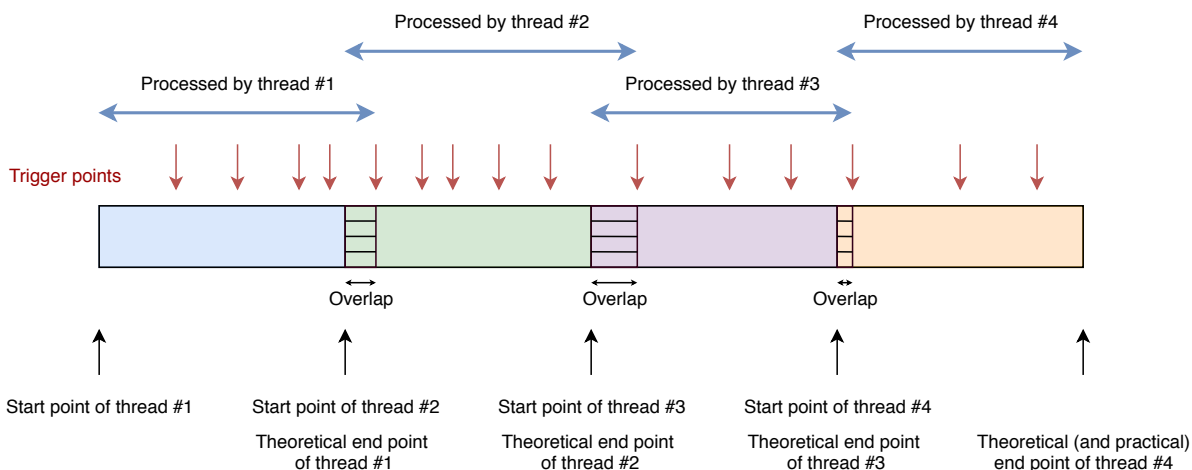 Processed by thread #2
Processed by thread #4
Processed by thread #1
Processed by thread #3
Trigger points
Overlap
Overlap
Overlap
Start point of thread #1
Start point of thread #2
Start point of thread #3
Start point of thread #4
Theoretical end point
of thread #1
Theoretical end point
of thread #2
Theoretical end point
of thread #3
Theoretical (and practical)
end point of thread #4